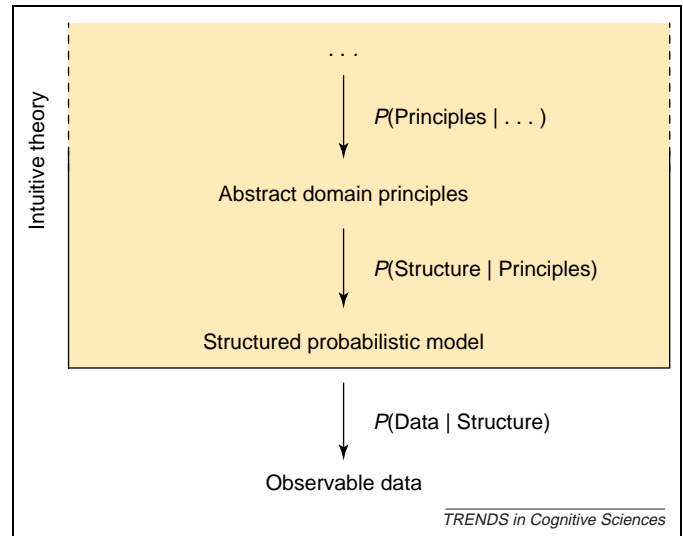 . . .
P(Principles | . . . )
Intuitive theory
Abstract domain principles
P(Structure | Principles)
Structured probabilistic model
P(Data | Structure)
Observable data
TRENDS in Cognitive Sciences